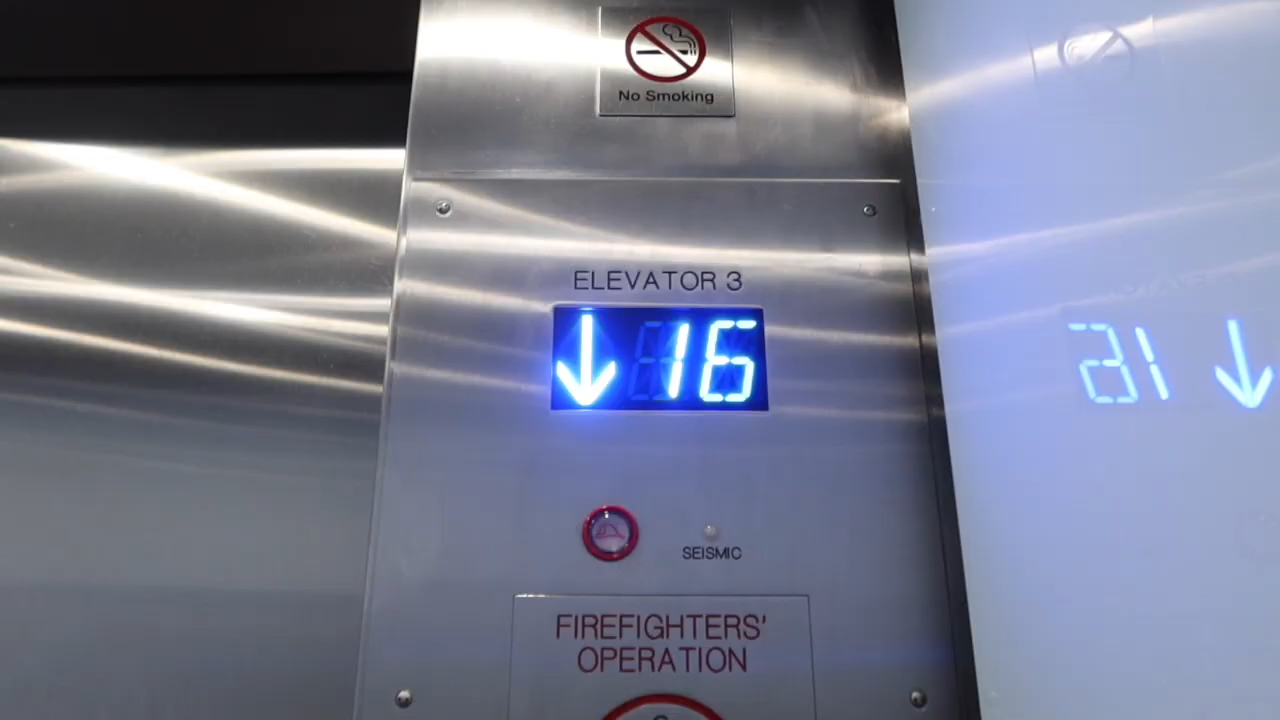 No Smoking
ELEVATOR 3
↓ 16
SEISMIC
FIREFIGHTERS'
OPERATION